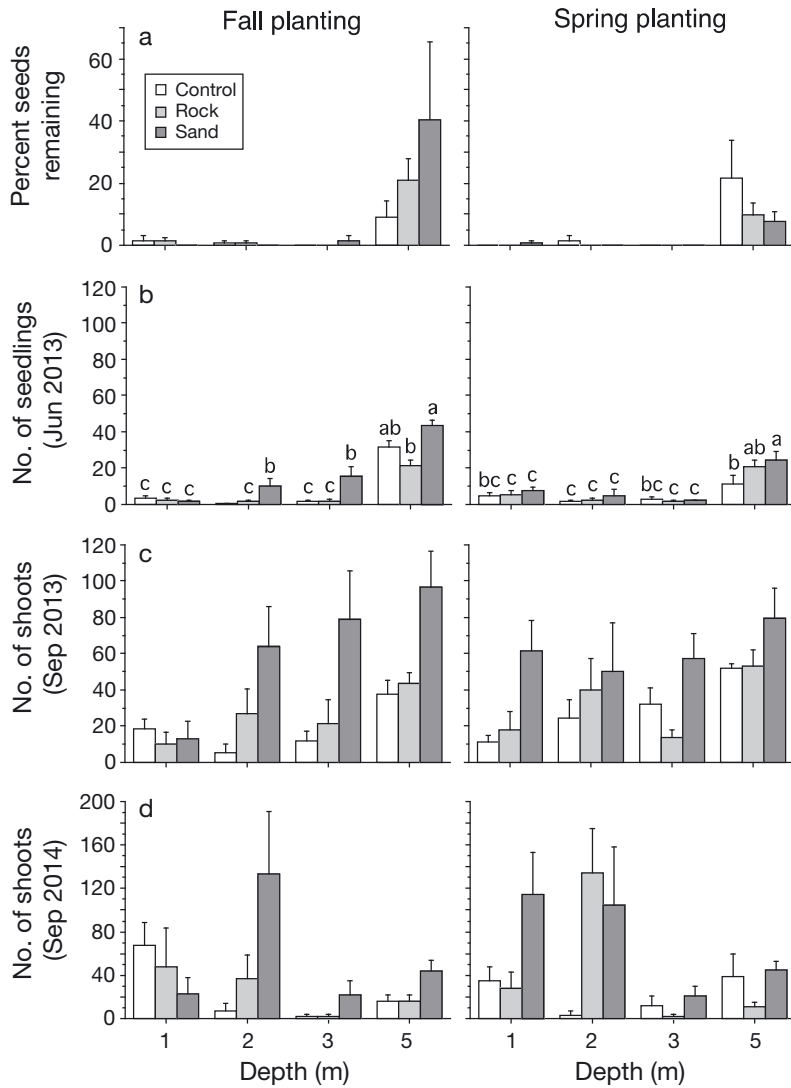 Fall planting Spring planting
a
Percent seeds
remaining
60
40
20
0
Control
Rock
Sand
b
No. of seedlings
(Jun 2013)
120
100
80
60
40
20
0
c c c c b c c b ab b a
bc c c c c c bc c c b ab a
c
No. of shoots
(Sep 2013)
120
100
80
60
40
20
0
d
No. of shoots
(Sep 2014)
200
160
120
80
40
0
1 2 3 5 1 2 3 5
Depth (m) Depth (m)